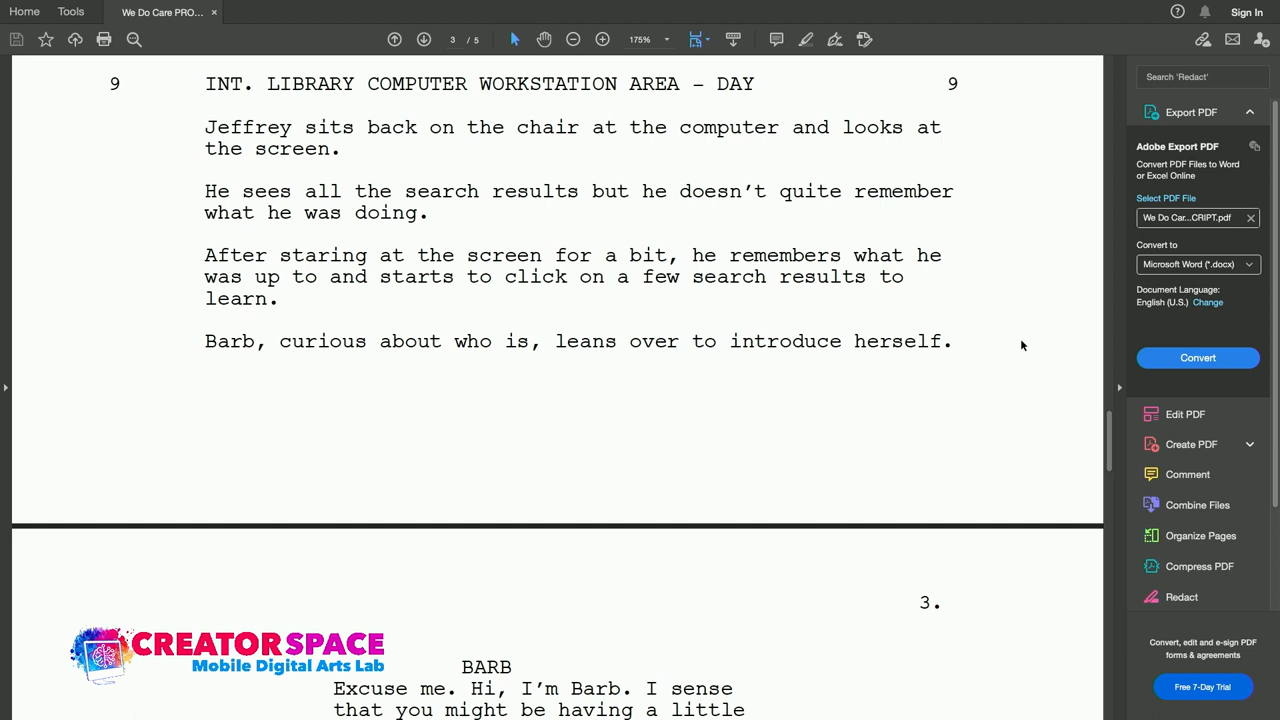 Home Tools We Do Care PRO... × Sign In
3 / 5 175%
9 INT. LIBRARY COMPUTER WORKSTATION AREA – DAY 9
Jeffrey sits back on the chair at the computer and looks at
the screen.
He sees all the search results but he doesn’t quite remember
what he was doing.
After staring at the screen for a bit, he remembers what he
was up to and starts to click on a few search results to
learn.
Barb, curious about who is, leans over to introduce herself.
3.
CREATOR SPACE
Mobile Digital Arts Lab
BARB
Excuse me. Hi, I’m Barb. I sense
that you might be having a little
Search 'Redact'
Export PDF
Adobe Export PDF
Convert PDF Files to Word
or Excel Online
Select PDF File
We Do Car...CRIPT.pdf
Convert to
Microsoft Word (*.docx)
Document Language:
English (U.S.) Change
Convert
Edit PDF
Create PDF
Comment
Combine Files
Organize Pages
Compress PDF
Redact
Convert, edit and e-sign PDF
forms & agreements
Free 7-Day Trial